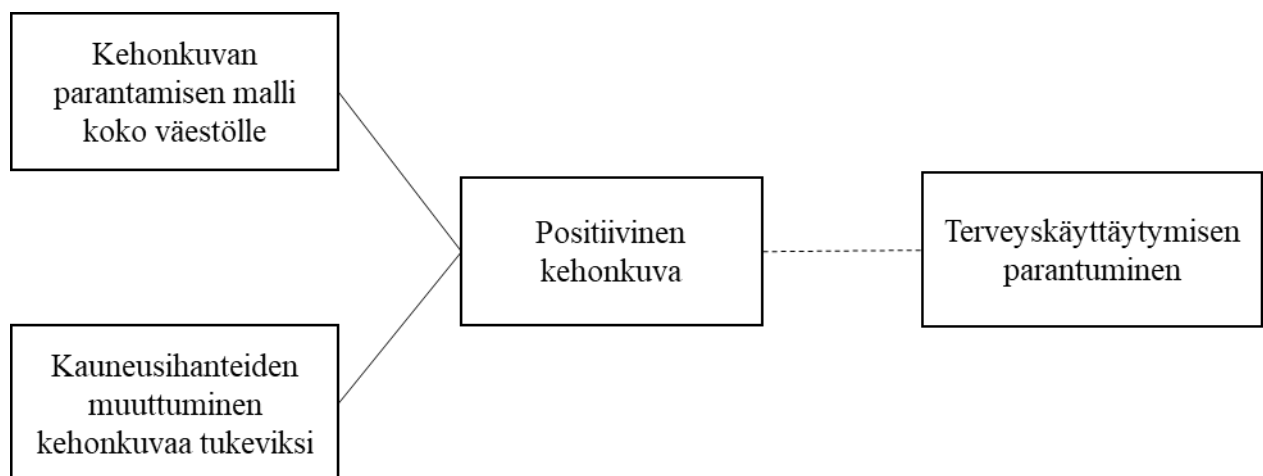 Kehonkuvan
parantamisen malli
koko väestölle
Kauneusihanteiden
muuttuminen
kehonkuvaa tukeviksi
Positiivinen
kehonkuva
Terveyskäyttäytymisen
parantuminen